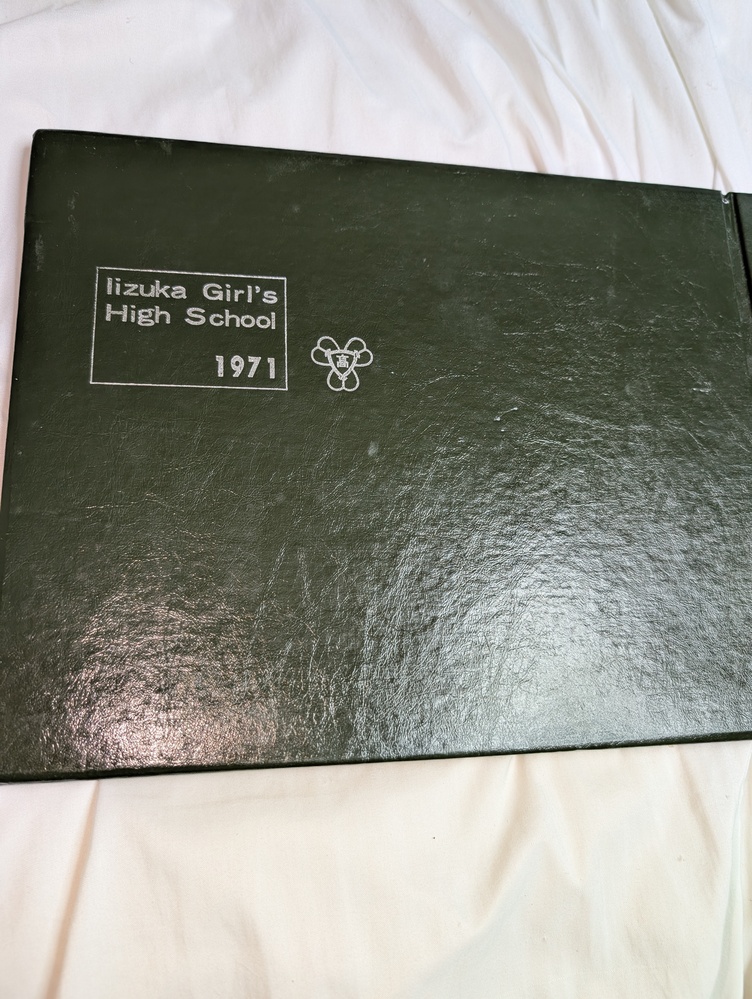 Iizuka Girl's
High School
1971
高